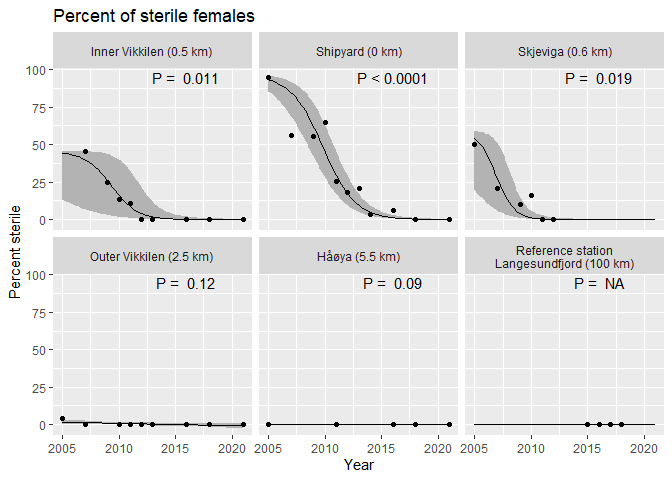 Percent of sterile females
Inner Vikkilen (0.5 km)
Shipyard (0 km)
Skjeviga (0.6 km)
P = 0.011
P < 0.0001
P = 0.019
100
75
50
25
0
Outer Vikkilen (2.5 km)
Håøya (5.5 km)
Reference station
Langesundfjord (100 km)
P = 0.12
P = 0.09
P = NA
100
75
50
25
0
Percent sterile
2005 2010 2015 2020
2005 2010 2015 2020
2005 2010 2015 2020
Year